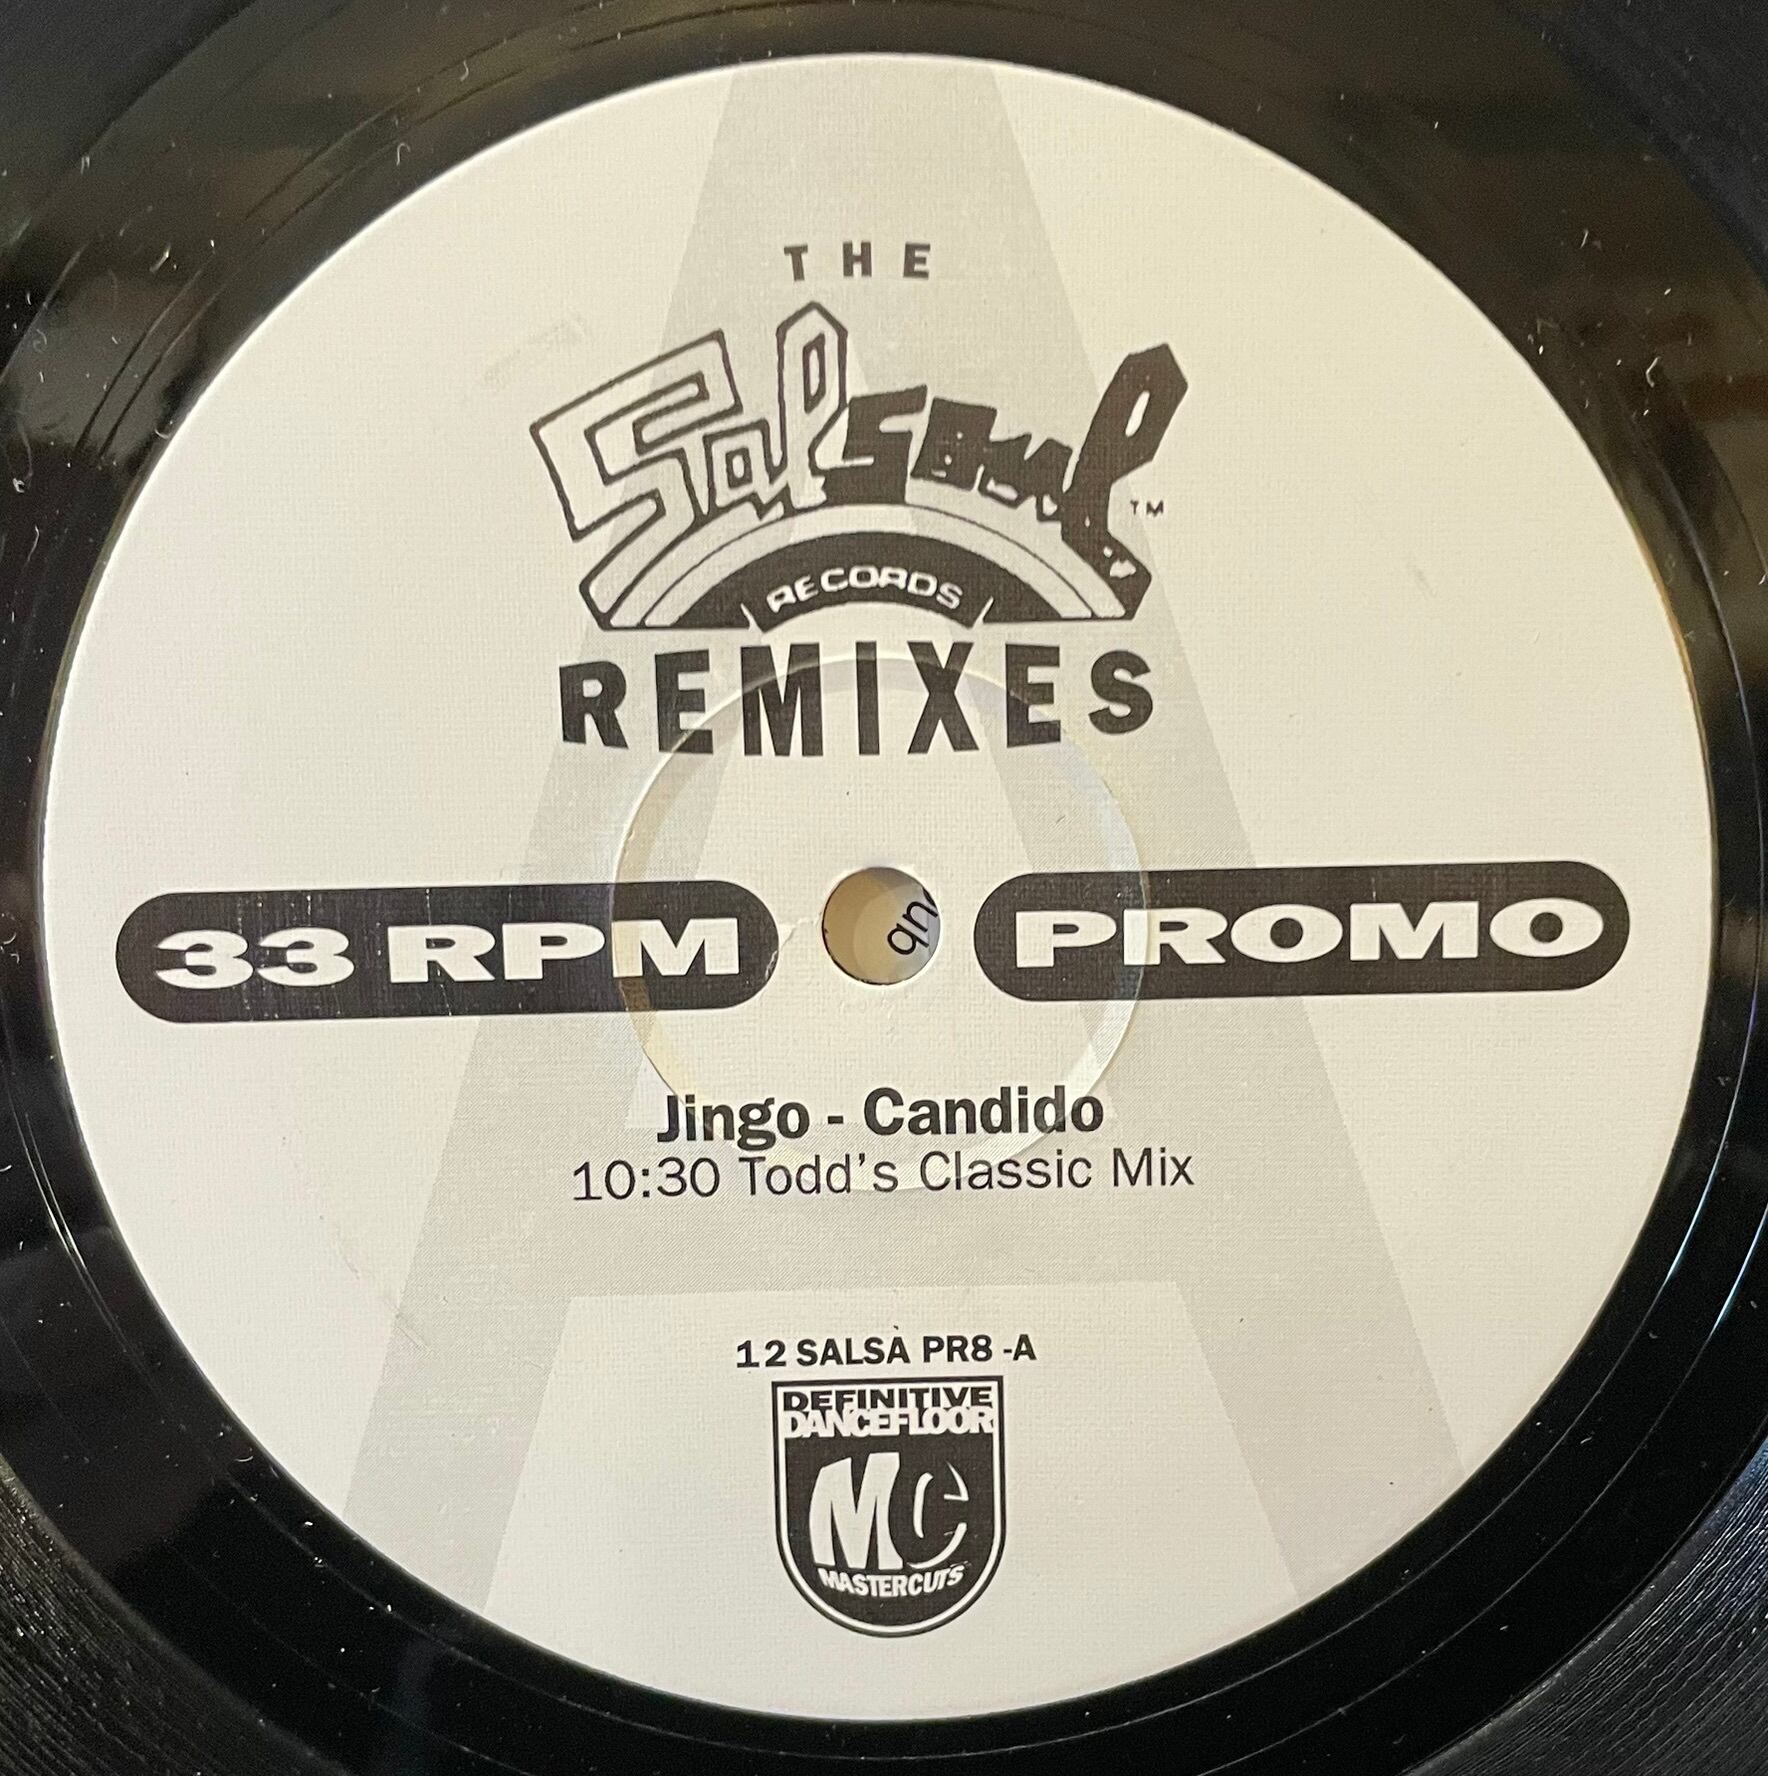 THE
Salsoul TM
RECORDS
REMIXES
33 RPM PROMO
Jingo - Candido
10:30 Todd's Classic Mix
12 SALSA PR8 -A
DEFINITIVE
DANCEFLOOR
MC
MASTERCUTS